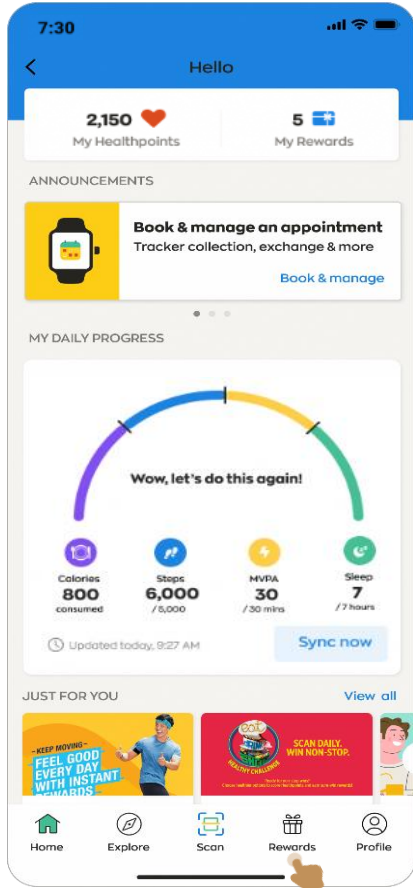 7:30
Hello
2,150
My Healthpoints
5
My Rewards
ANNOUNCEMENTS
Book & manage an appointment
Tracker collection, exchange & more
Book & manage
MY DAILY PROGRESS
Wow, let's do this again!
Calories
800
consumed
Steps
6,000
/5,000
MVPA
30
/30 mins
Sleep
7
/7 hours
Updated today, 9:27 AM
Sync now
JUST FOR YOU
View all
- KEEP MOVING -
FEEL GOOD
EVERY DAY
WITH INSTANT
REWARDS
HEALTHY CHALLENGE
SCAN DAILY.
WIN NON-STOP.
Home
Explore
Scan
Rewards
Profile